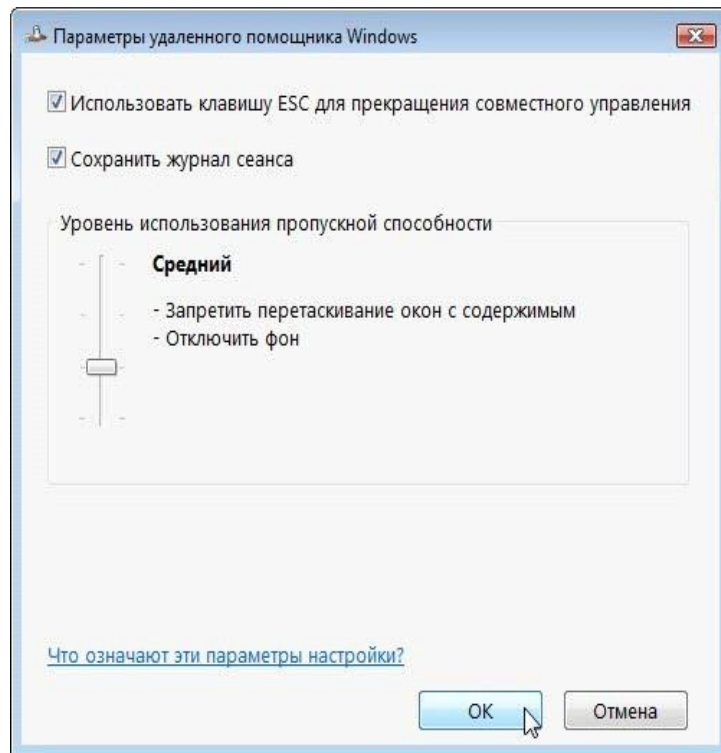 Параметры удаленного помощника Windows
Использовать клавишу ESC для прекращения совместного управления
Сохранить журнал сеанса
Уровень использования пропускной способности
Средний
- Запретить перетаскивание окон с содержимым
- Отключить фон
Что означают эти параметры настройки?
ОК
Отмена